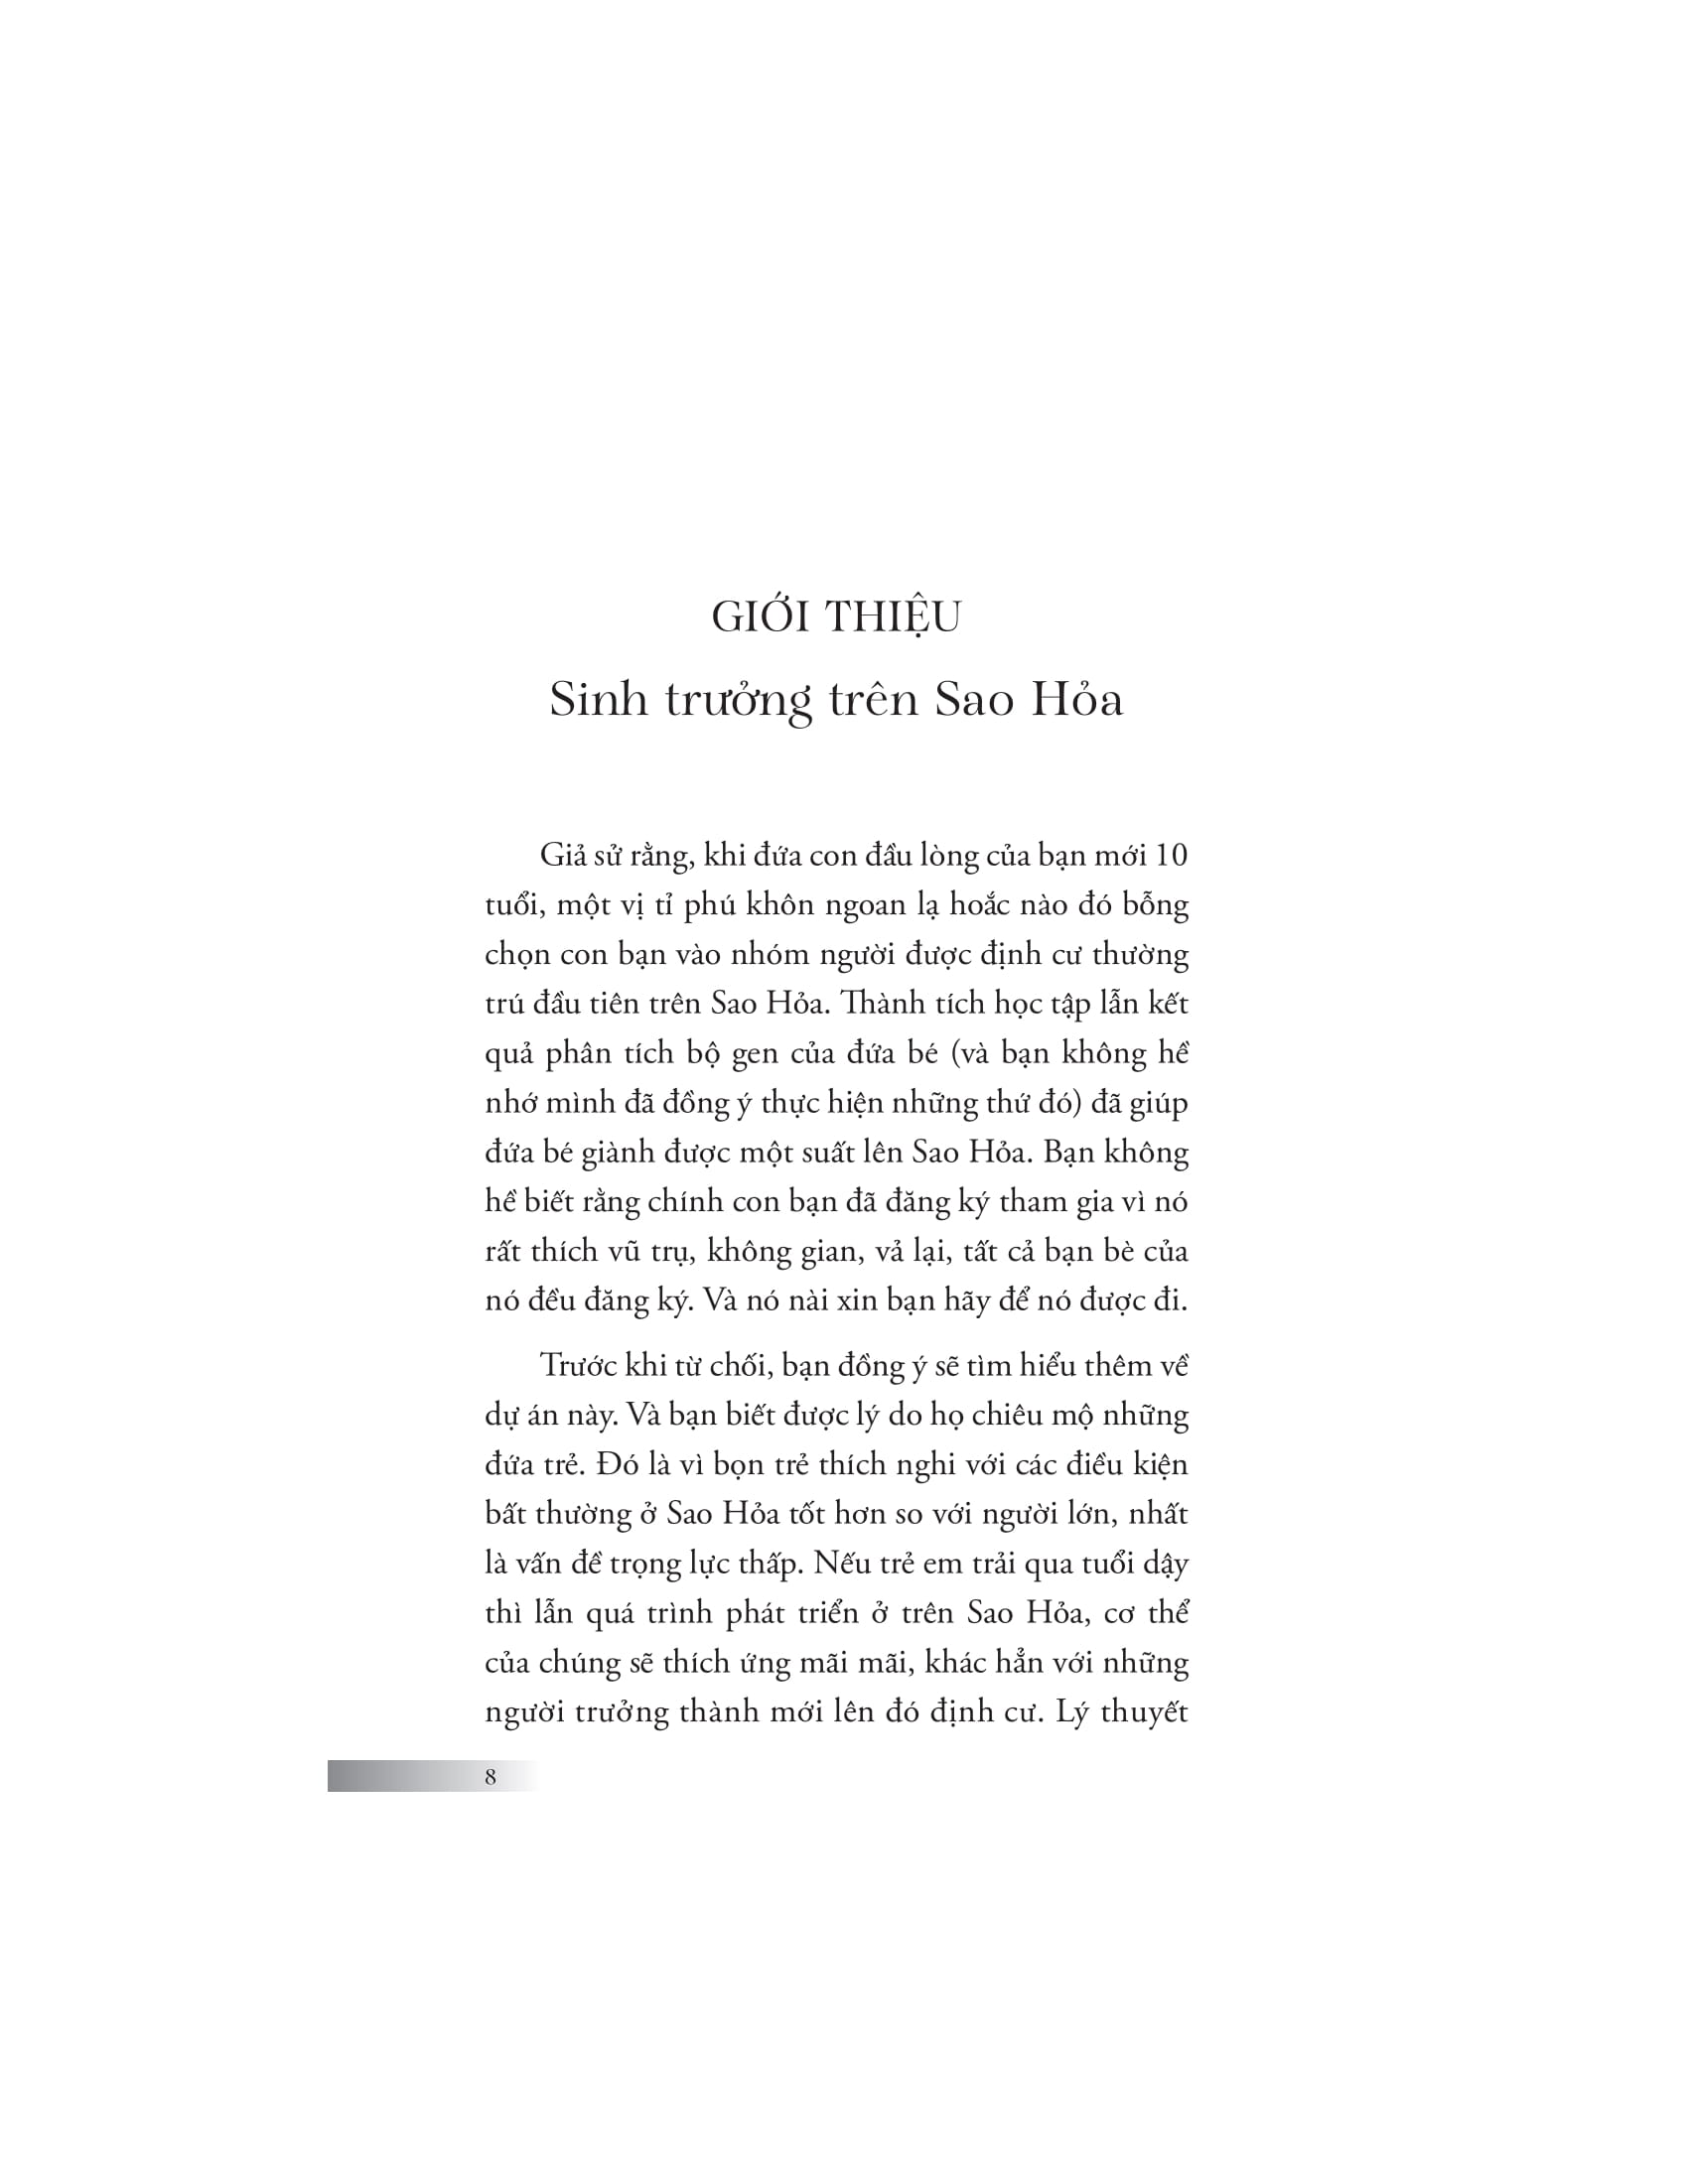 GIỚI THIỆU
Sinh trưởng trên Sao Hỏa
Giả sử rằng, khi đứa con đầu lòng của bạn mới 10
tuổi, một vị tỉ phú khôn ngoan lạ hoắc nào đó bỗng
chọn con bạn vào nhóm người được định cư thường
trú đầu tiên trên Sao Hỏa. Thành tích học tập lẫn kết
quả phân tích bộ gen của đứa bé (và bạn không hề
nhớ mình đã đồng ý thực hiện những thứ đó) đã giúp
đứa bé giành được một suất lên Sao Hỏa. Bạn không
hề biết rằng chính con bạn đã đăng ký tham gia vì nó
rất thích vũ trụ, không gian, vả lại, tất cả bạn bè của
nó đều đăng ký. Và nó nài xin bạn hãy để nó được đi.
Trước khi từ chối, bạn đồng ý sẽ tìm hiểu thêm về
dự án này. Và bạn biết được lý do họ chiêu mộ những
đứa trẻ. Đó là vì bọn trẻ thích nghi với các điều kiện
bất thường ở Sao Hỏa tốt hơn so với người lớn, nhất
là vấn đề trọng lực thấp. Nếu trẻ em trải qua tuổi dậy
thì lẫn quá trình phát triển ở trên Sao Hỏa, cơ thể
của chúng sẽ thích ứng mãi mãi, khác hẳn với những
người trưởng thành mới lên đó định cư. Lý thuyết
8